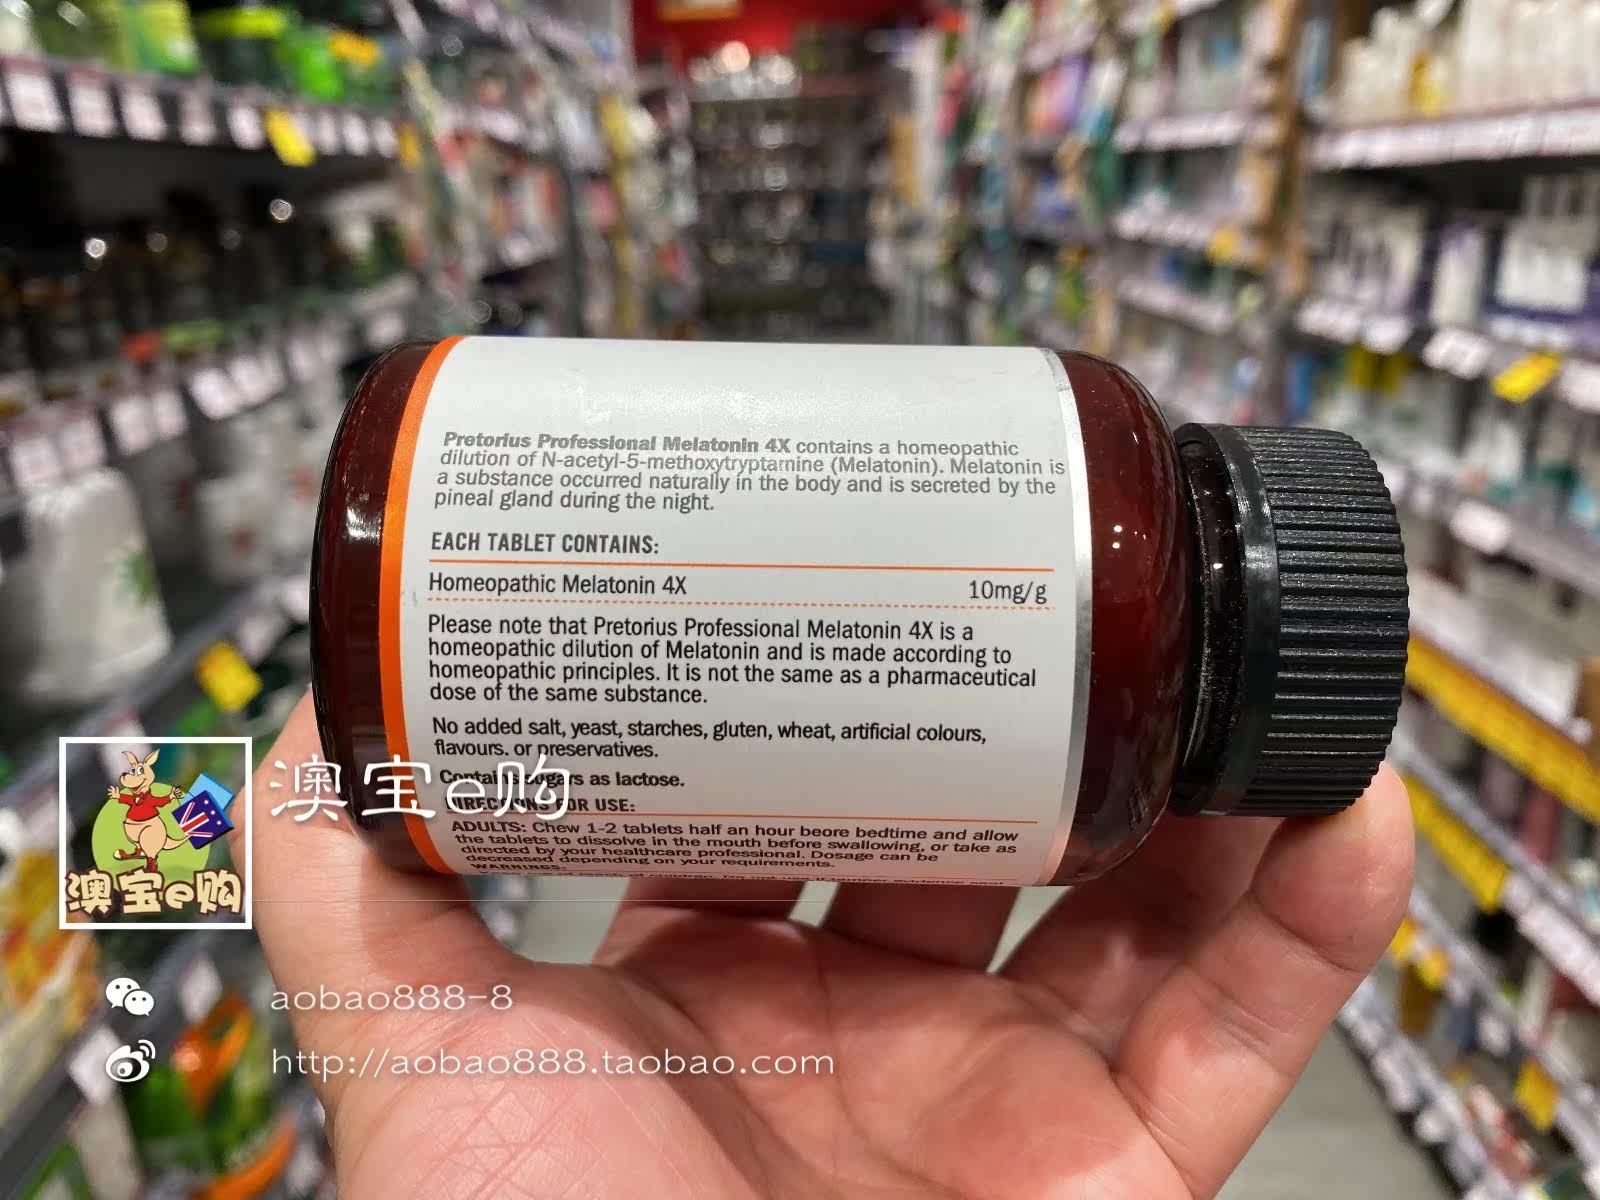 Pretorius Professional Melatonin 4X contains a homeopathic
dilution of N-acetyl-5-methoxytryptamine (Melatonin). Melatonin is
a substance occurred naturally in the body and is secreted by the
pineal gland during the night.
EACH TABLET CONTAINS:
Homeopathic Melatonin 4X 10mg/g
Please note that Pretorius Professional Melatonin 4X is a
homeopathic dilution of Melatonin and is made according to
homeopathic principles. It is not the same as a pharmaceutical
dose of the same substance.
No added salt, yeast, starches, gluten, wheat, artificial colours,
flavours. or preservatives.
Contains sugars as lactose.
DIRECTIONS FOR USE:
ADULTS: Chew 1-2 tablets half an hour beore bedtime and allow
the tablets to dissolve in the mouth before swallowing, or take as
directed by your healthcare professional. Dosage can be
decreased depending on your requirements.
WARNINGS:
澳宝e购
澳宝e购
aobao888-8
http://aobao888.taobao.com